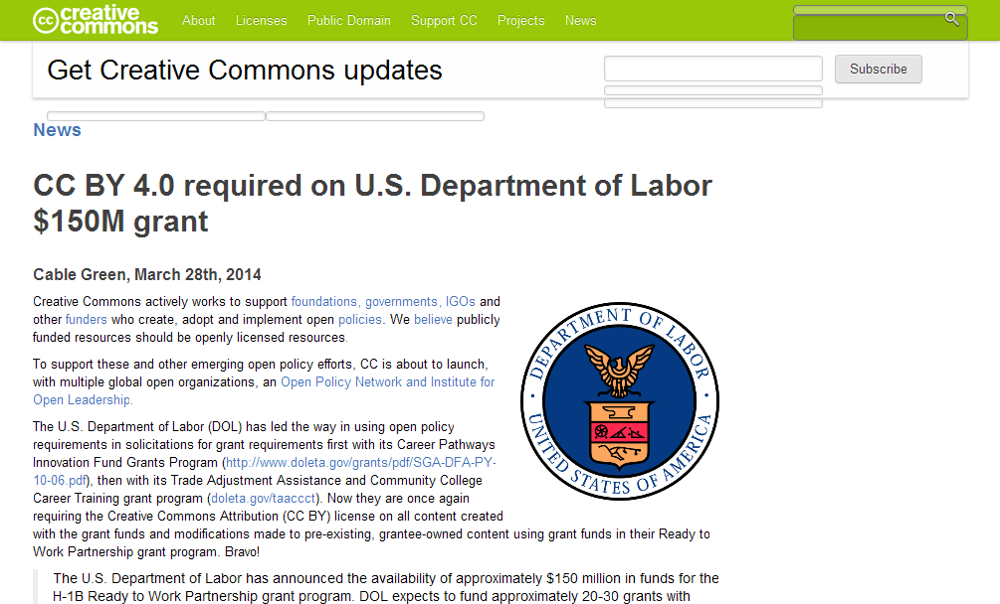 cc creative commons About Licenses Public Domain Support CC Projects News
Get Creative Commons updates Subscribe
News
CC BY 4.0 required on U.S. Department of Labor
$150M grant
Cable Green, March 28th, 2014
Creative Commons actively works to support foundations, governments, IGOs and
other funders who create, adopt and implement open policies. We believe publicly
funded resources should be openly licensed resources.
To support these and other emerging open policy efforts, CC is about to launch,
with multiple global open organizations, an Open Policy Network and Institute for
Open Leadership.
The U.S. Department of Labor (DOL) has led the way in using open policy
requirements in solicitations for grant requirements first with its Career Pathways
Innovation Fund Grants Program (http://www.doleta.gov/grants/pdf/SGA-DFA-PY-
10-06.pdf), then with its Trade Adjustment Assistance and Community College
Career Training grant program (doleta.gov/taaccct). Now they are once again
requiring the Creative Commons Attribution (CC BY) license on all content created
with the grant funds and modifications made to pre-existing, grantee-owned content using grant funds in their Ready to
Work Partnership grant program. Bravo!
DEPARTMENT OF LABOR
UNITED STATES OF AMERICA
The U.S. Department of Labor has announced the availability of approximately $150 million in funds for the
H-1B Ready to Work Partnership grant program. DOL expects to fund approximately 20-30 grants with